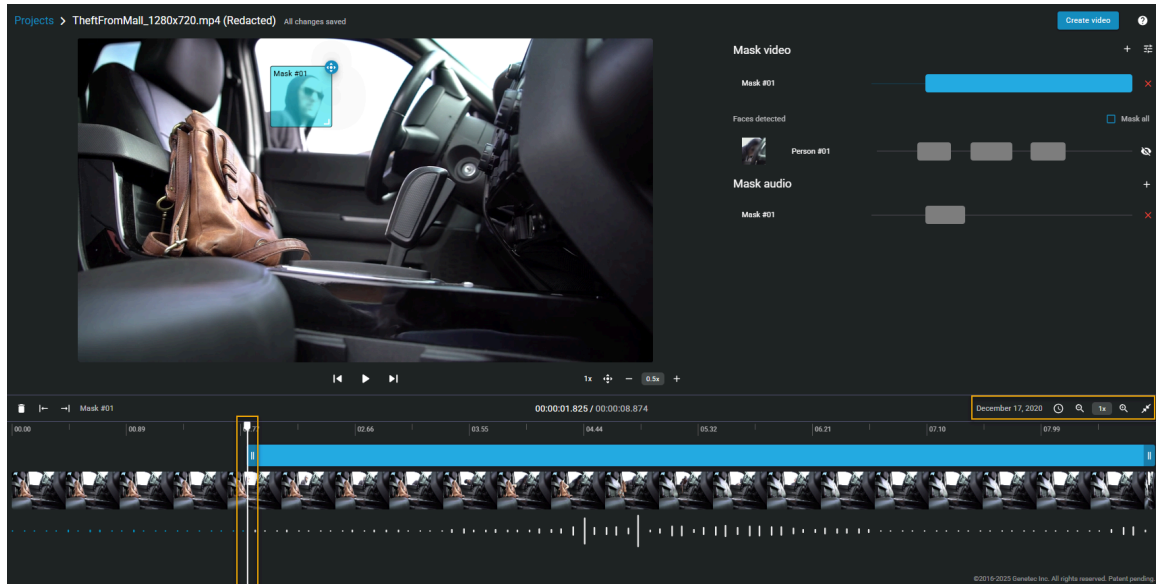 Projects > TheftFromMall_1280x720.mp4 (Redacted) All changes saved
Create video
?
Mask video
Mask #01
Mask #01
Faces detected
Mask all
Person #01
Mask audio
Mask #01
1x
0.5x
Mask #01
00:00:01.825 / 00:00:08.874
December 17, 2020
1x
00.00 00.89 02.66 03.55 04.44 05.32 06.21 07.10 07.99
©2016-2025 Genetec Inc. All rights reserved. Patent pending.